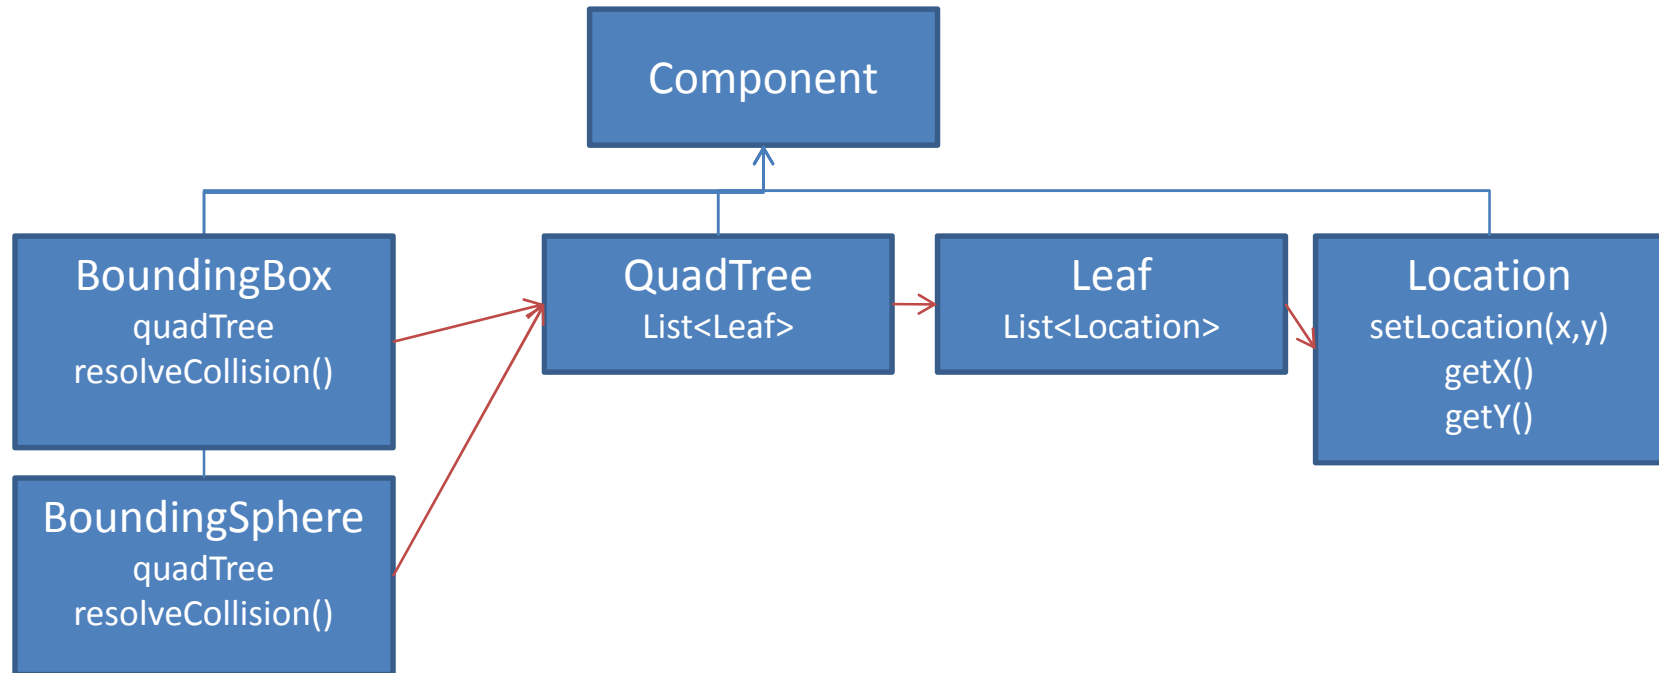 Component
BoundingBox
quadTree
resolveCollision()
QuadTree
List<Leaf>
Leaf
List<Location>
Location
setLocation(x,y)
getX()
getY()
BoundingSphere
quadTree
resolveCollision()